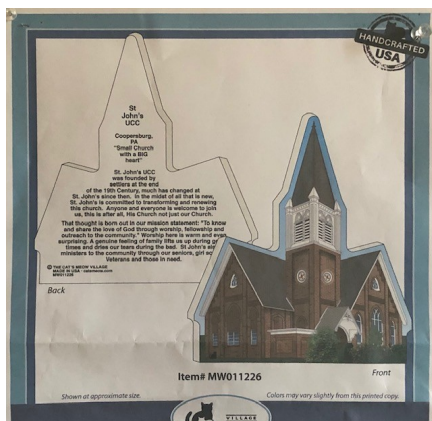 HANDCRAFTED
USA
St
John's
UCC
Coopersburg,
PA
"Small Church
with a BIG
heart"
St. John's UCC
was founded by
settlers at the end
of the 19th Century, much has changed at
St. John's since then. In the midst of all that is new,
St. John's is committed to transforming and renewing
this church. Anyone and everyone is welcome to join
us, this is after all, His Church not just our Church.
That thought is born out in our mission statement: "To know
and share the love of God through worship, fellowship and
outreach to the community." Worship here is warm and even
surprising. A genuine feeling of family lifts us up during
times and dries our tears during the bad. St John's
ministers to the community through our seniors, girl
Veterans and those in need.
© THE CAT'S MEOW VILLAGE
MADE IN USA
MW011226
Back
Item# MW011226
Front
Shown at approximate size.
Colors may vary slightly from this printed copy.
VILLAGE